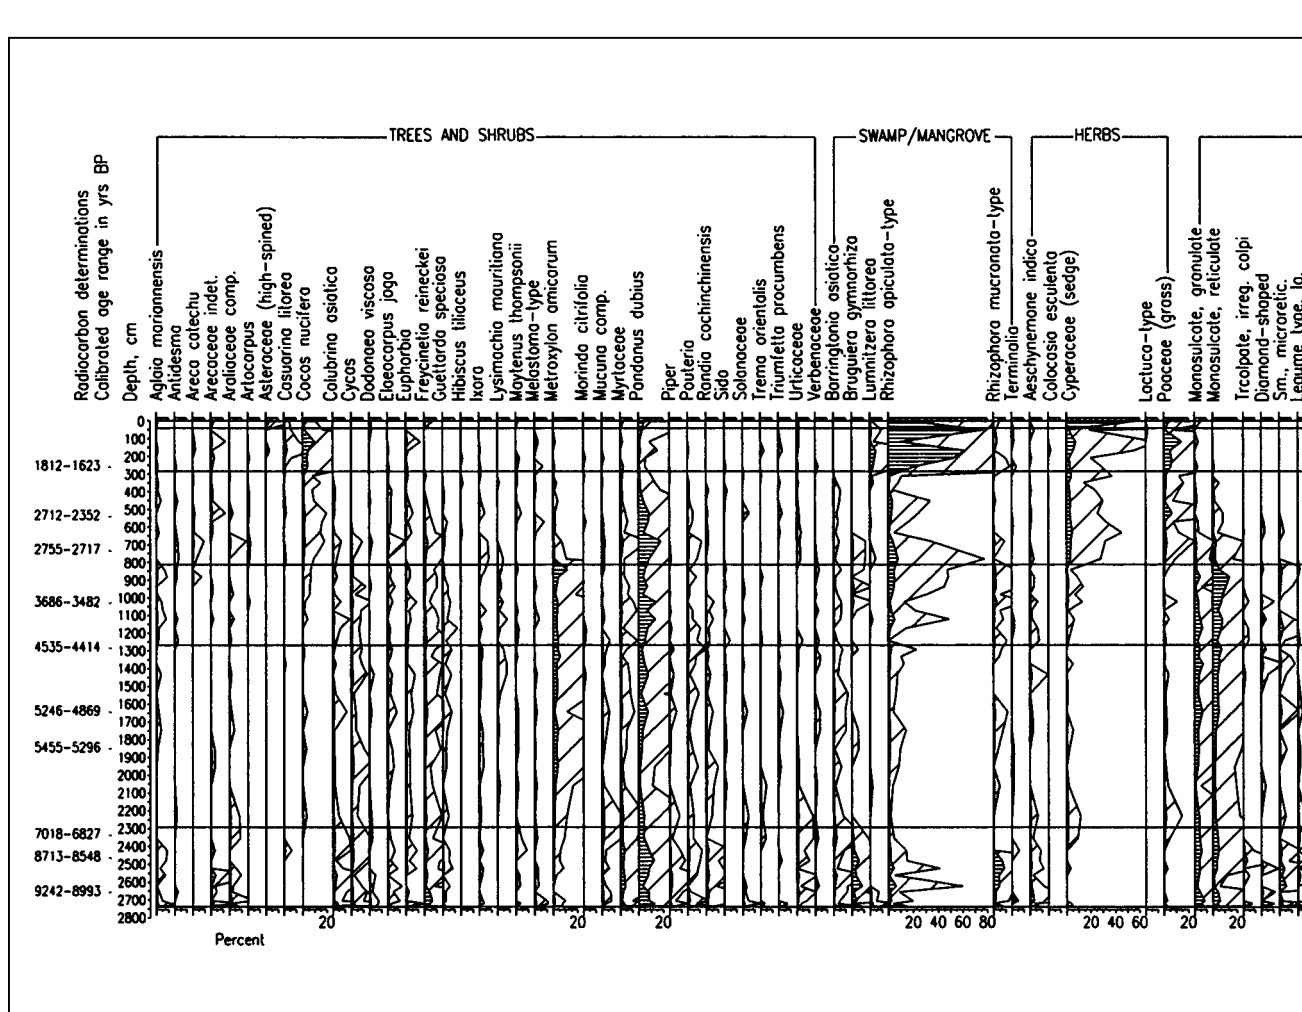 TREES AND SHRUBS
SWAMP/MANGROVE
HERBS
Radiocarbon determinations
Calibrated age range in yrs BP
Depth, cm
Aglaia mariannensis
Antidesma
Areca catechu
Arecaceae indet.
Araliaceae comp.
Artocarpus
Asteraceae (high-spined)
Casuarina litorea
Cocos nucifera
Colubrina asiatica
Cycas
Dodonaea viscosa
Elaeocarpus joga
Euphorbia
Freycinetia reineckei
Guettarda speciosa
Hibiscus tiliaceus
Ixora
Lysimachia mauritiana
Maytenus thompsonii
Melastoma-type
Metroxylon amicarum
Morinda citrifolia
Mucuna comp.
Myrtaceae
Pandanus dubius
Piper
Pouteria
Randia cochinchinensis
Sida
Solanaceae
Trema orientalis
Triumfetta procumbens
Urticaceae
Verbenaceae
Barringtonia asiatica
Bruguiera gymnorhiza
Lumnitzera littorea
Rhizophora apiculata-type
Rhizophora mucronata-type
Terminalia
Aeschynemane indica
Colocasia esculenta
Cyperaceae (sedge)
Lactuca-type
Poaceae (grass)
Monosulcate, granulate
Monosulcate, reticulate
Trcolpate, irreg. colpi
Diamond-shaped
Sm., microretic.
Legume type, lg.
0
100
200
1812-1623
300
400
500
2712-2352
600
700
2755-2717
800
900
1000
3686-3482
1100
1200
1300
4535-4414
1400
1500
1600
5246-4869
1700
1800
5455-5296
1900
2000
2100
2200
2300
7018-6827
2400
2500
8713-8548
2600
9242-8993
2700
2800
20 20 20 20 40 60 80 20 40 60 20 20
Percent